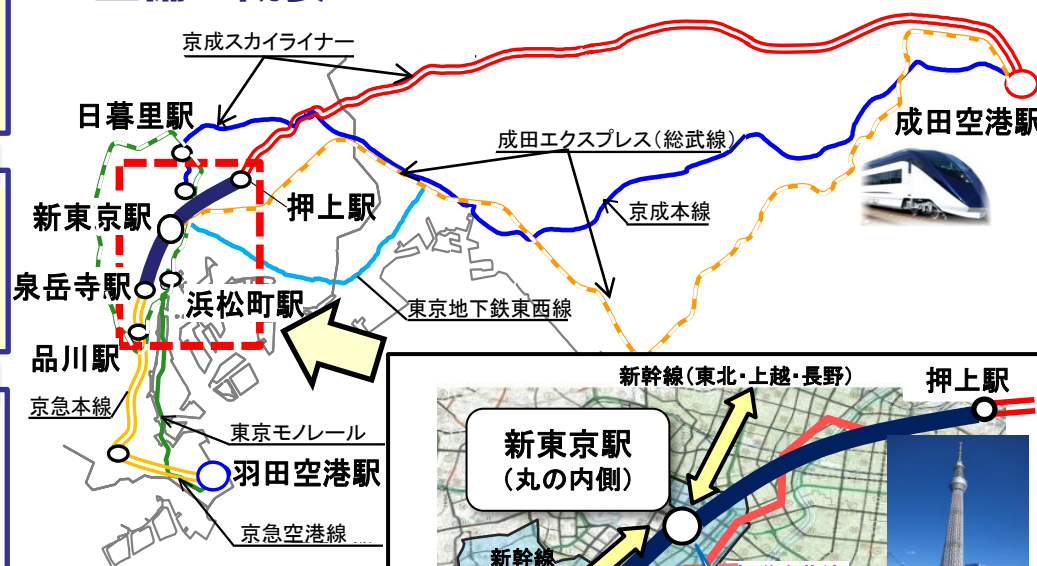 京成スカイライナー
日暮里駅
成田エクスプレス(総武線)
成田空港駅
新東京駅
押上駅
京成本線
泉岳寺駅
浜松町駅
東京地下鉄東西線
品川駅
京急本線
東京モノレール
羽田空港駅
京急空港線
新幹線(東北・上越・長野)
押上駅
新東京駅
(丸の内側)
新幹線